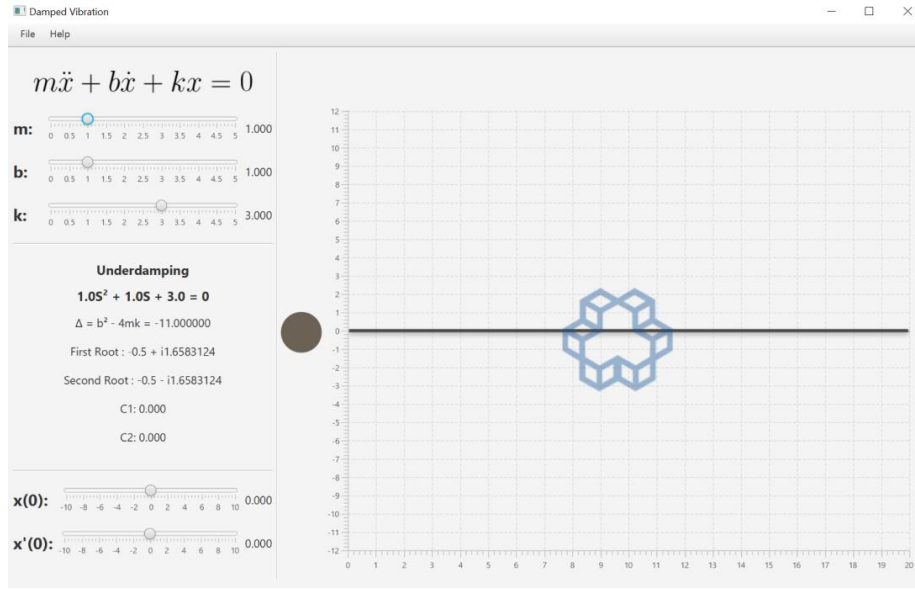 Damped Vibration
File Help
mẍ + bẋ + kx = 0
m: 0 0.5 1 1.5 2 2.5 3 3.5 4 4.5 5 1.000
b: 0 0.5 1 1.5 2 2.5 3 3.5 4 4.5 5 1.000
k: 0 0.5 1 1.5 2 2.5 3 3.5 4 4.5 5 3.000
Underdamping
1.0S² + 1.0S + 3.0 = 0
Δ = b² - 4mk = -11.000000
First Root : -0.5 + i1.6583124
Second Root : -0.5 - i1.6583124
C1: 0.000
C2: 0.000
x(0): -10 -8 -6 -4 -2 0 2 4 6 8 10 0.000
x'(0): -10 -8 -6 -4 -2 0 2 4 6 8 10 0.000
12
11
10
9
8
7
6
5
4
3
2
1
0
-1
-2
-3
-4
-5
-6
-7
-8
-9
-10
-11
-12
0 1 2 3 4 5 6 7 8 9 10 11 12 13 14 15 16 17 18 19 20